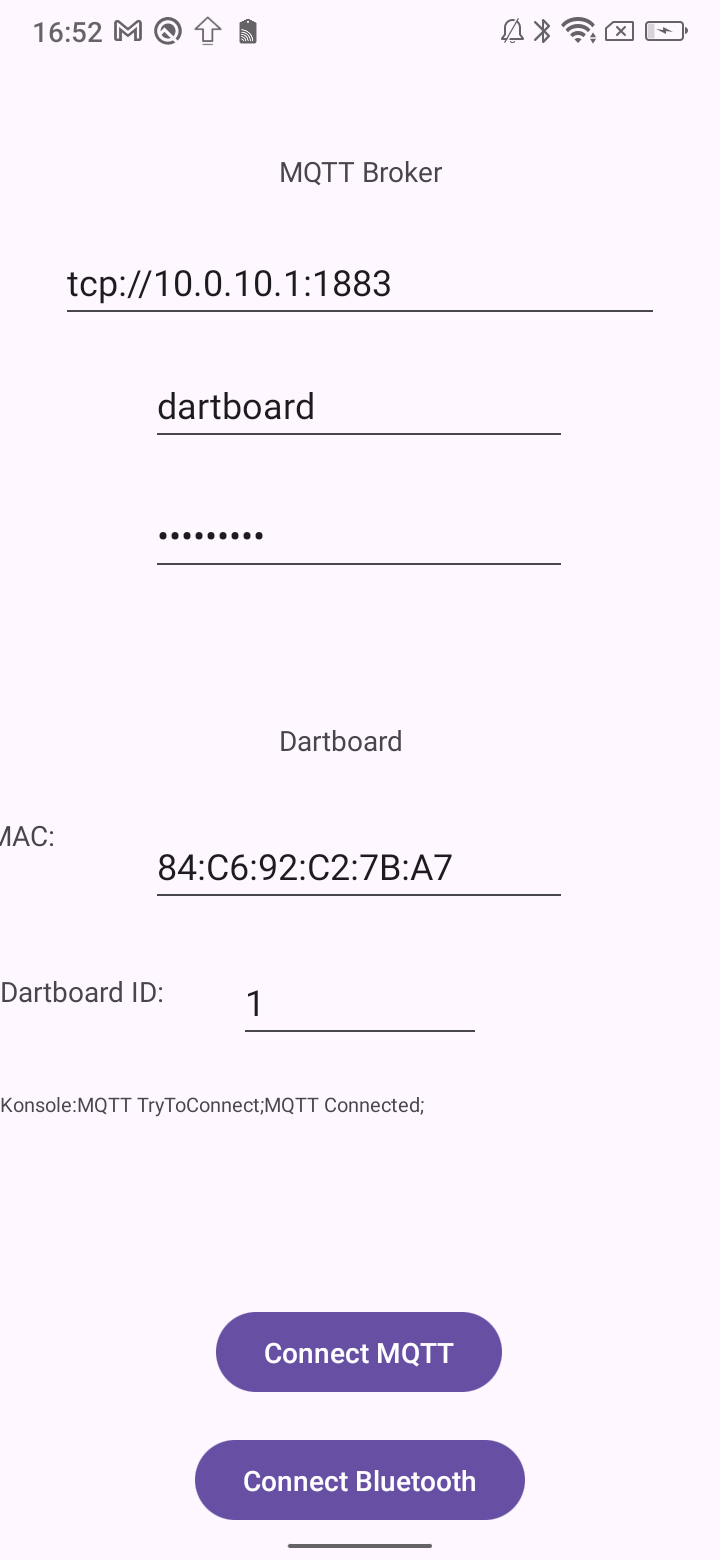 16:52
MQTT Broker
tcp://10.0.10.1:1883
dartboard
•••••••••
Dartboard
MAC:
84:C6:92:C2:7B:A7
Dartboard ID:
1
Konsole:MQTT TryToConnect;MQTT Connected;
Connect MQTT
Connect Bluetooth